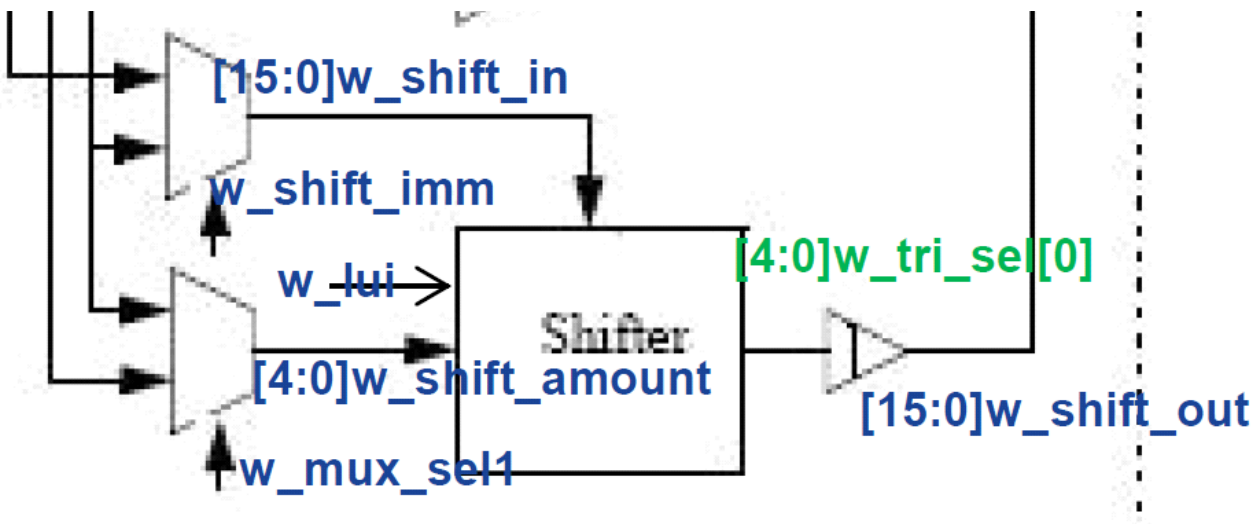 [15:0]w_shift_in
w_shift_imm
[4:0]w_tri_sel[0]
w_lui
Shifter
[4:0]w_shift_amount
[15:0]w_shift_out
w_mux_sel1